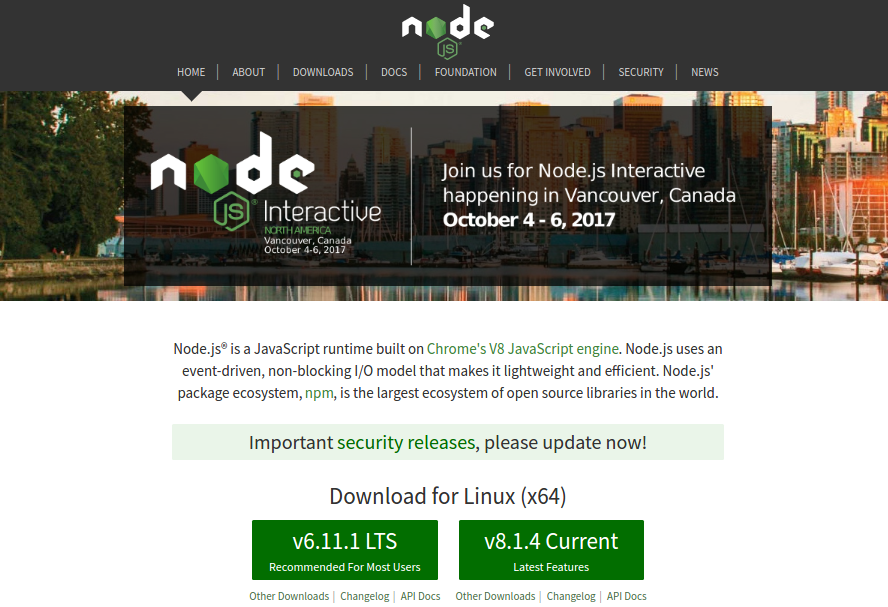 node
JS
HOME | ABOUT | DOWNLOADS | DOCS | FOUNDATION | GET INVOLVED | SECURITY | NEWS
node
JS® Interactive
NORTH AMERICA
Vancouver, Canada
October 4-6, 2017
Join us for Node.js Interactive
happening in Vancouver, Canada
October 4 - 6, 2017
Node.js® is a JavaScript runtime built on Chrome's V8 JavaScript engine. Node.js uses an
event-driven, non-blocking I/O model that makes it lightweight and efficient. Node.js'
package ecosystem, npm, is the largest ecosystem of open source libraries in the world.
Important security releases, please update now!
Download for Linux (x64)
v6.11.1 LTS
Recommended For Most Users
v8.1.4 Current
Latest Features
Other Downloads | Changelog | API Docs
Other Downloads | Changelog | API Docs